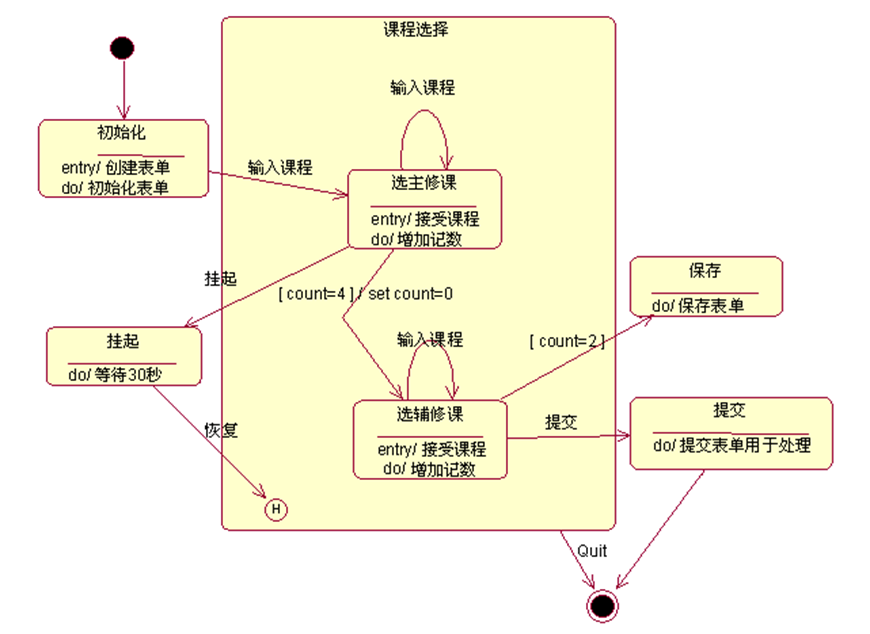 课程选择
输入课程
初始化
entry/ 创建表单
do/ 初始化表单
输入课程
选主修课
entry/ 接受课程
do/ 增加记数
挂起
[ count=4 ] / set count=0
保存
do/ 保存表单
挂起
do/ 等待30秒
输入课程
[ count=2 ]
恢复
选辅修课
entry/ 接受课程
do/ 增加记数
提交
提交
do/ 提交表单用于处理
H
Quit